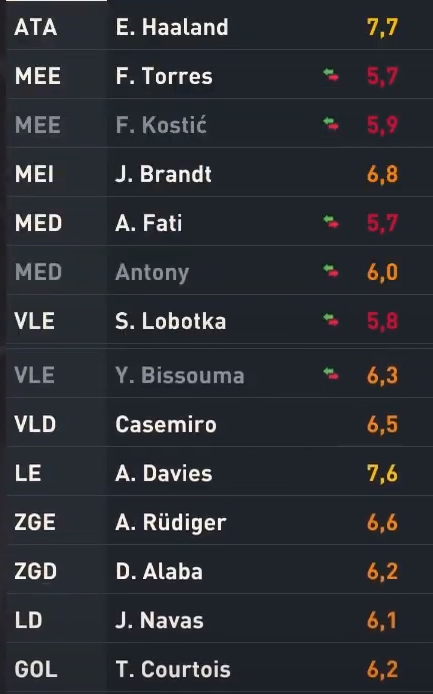 ATA E. Haaland 7,7
MEE F. Torres 5,7
MEE F. Kostić 5,9
MEI J. Brandt 6,8
MED A. Fati 5,7
MED Antony 6,0
VLE S. Lobotka 5,8
VLE Y. Bissouma 6,3
VLD Casemiro 6,5
LE A. Davies 7,6
ZGE A. Rüdiger 6,6
ZGD D. Alaba 6,2
LD J. Navas 6,1
GOL T. Courtois 6,2